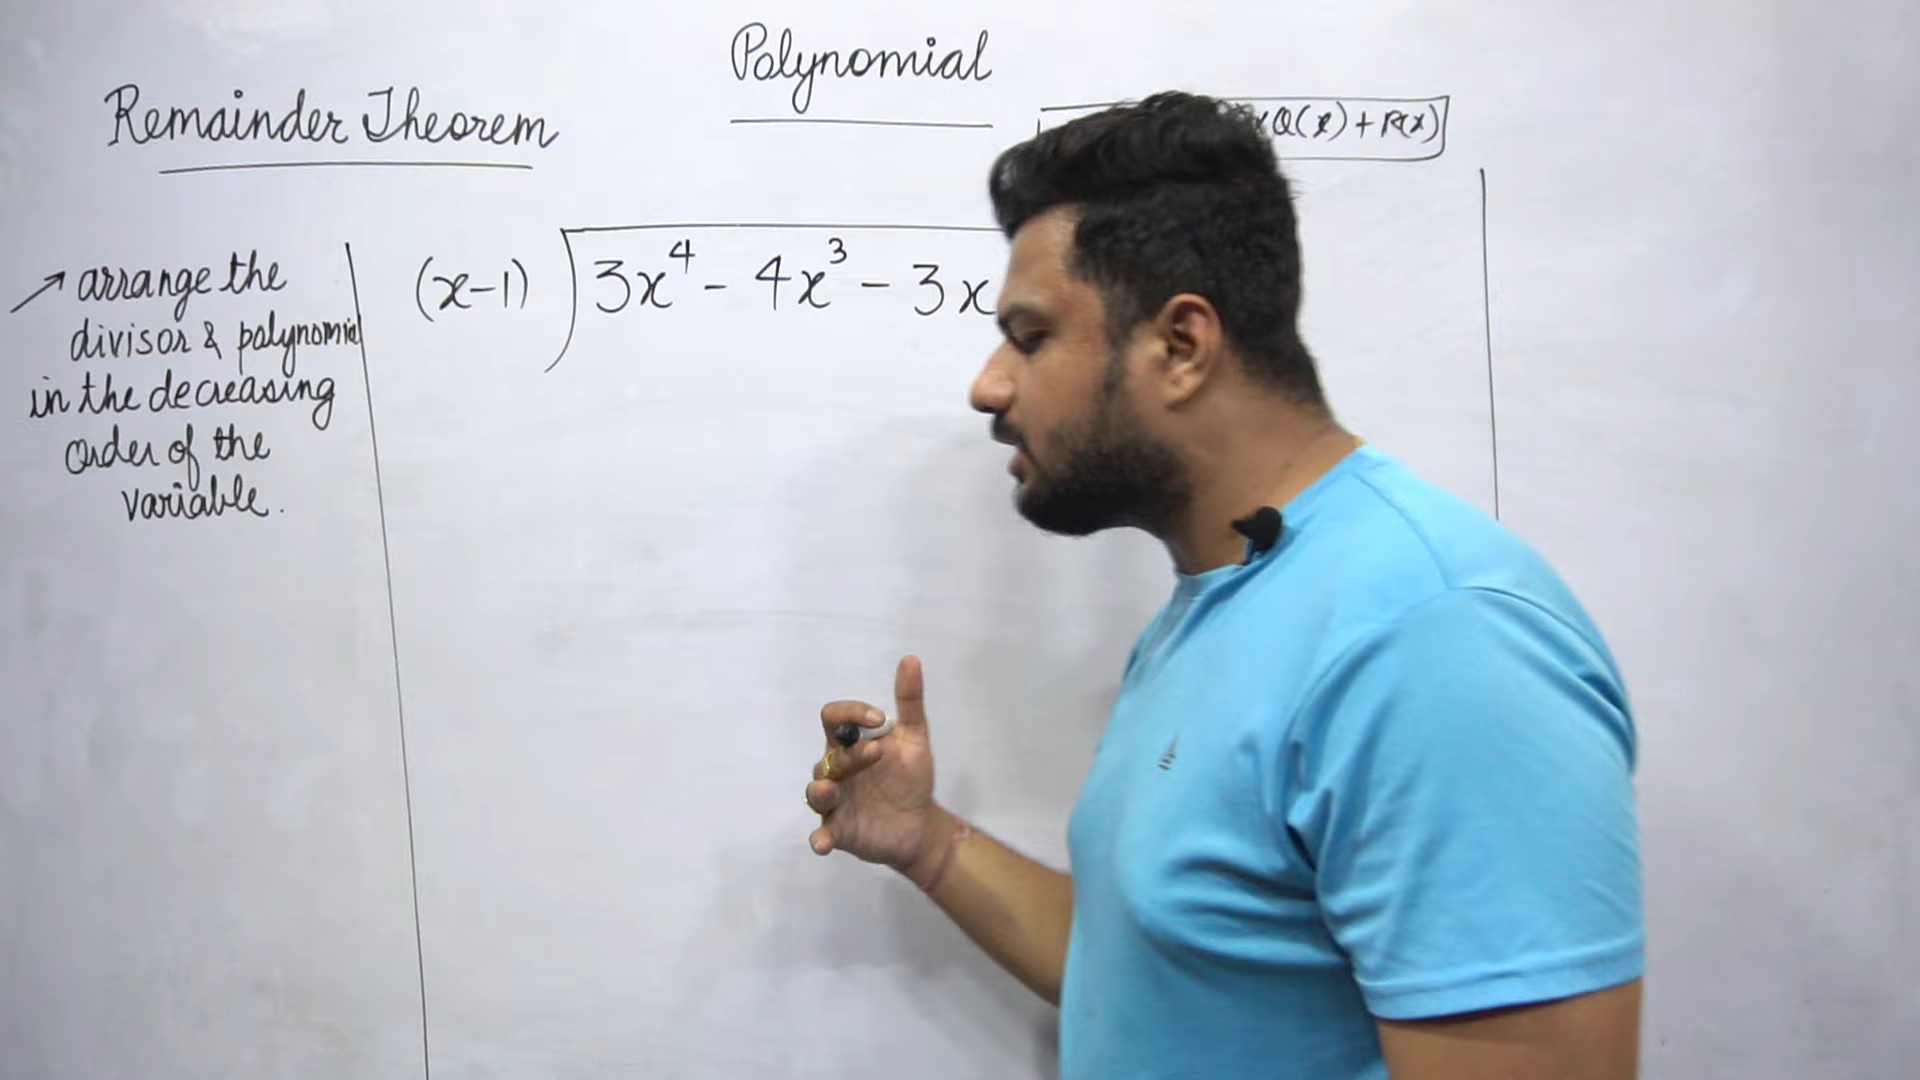 Polynomial
Remainder Theorem
Q(x) + R(x)
→ arrange the
divisor & polynomial
in the decreasing
order of the
variable.
(x-1) 3x⁴ - 4x³ - 3x